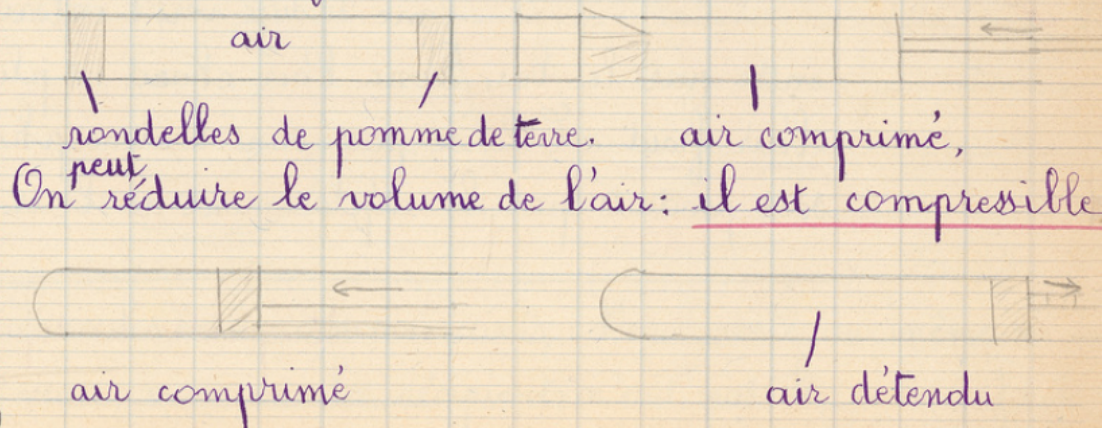 air
rondelles de pomme de terre. air comprimé,
peut
On réduire le volume de l'air: il est compressible
air comprimé
air détendu